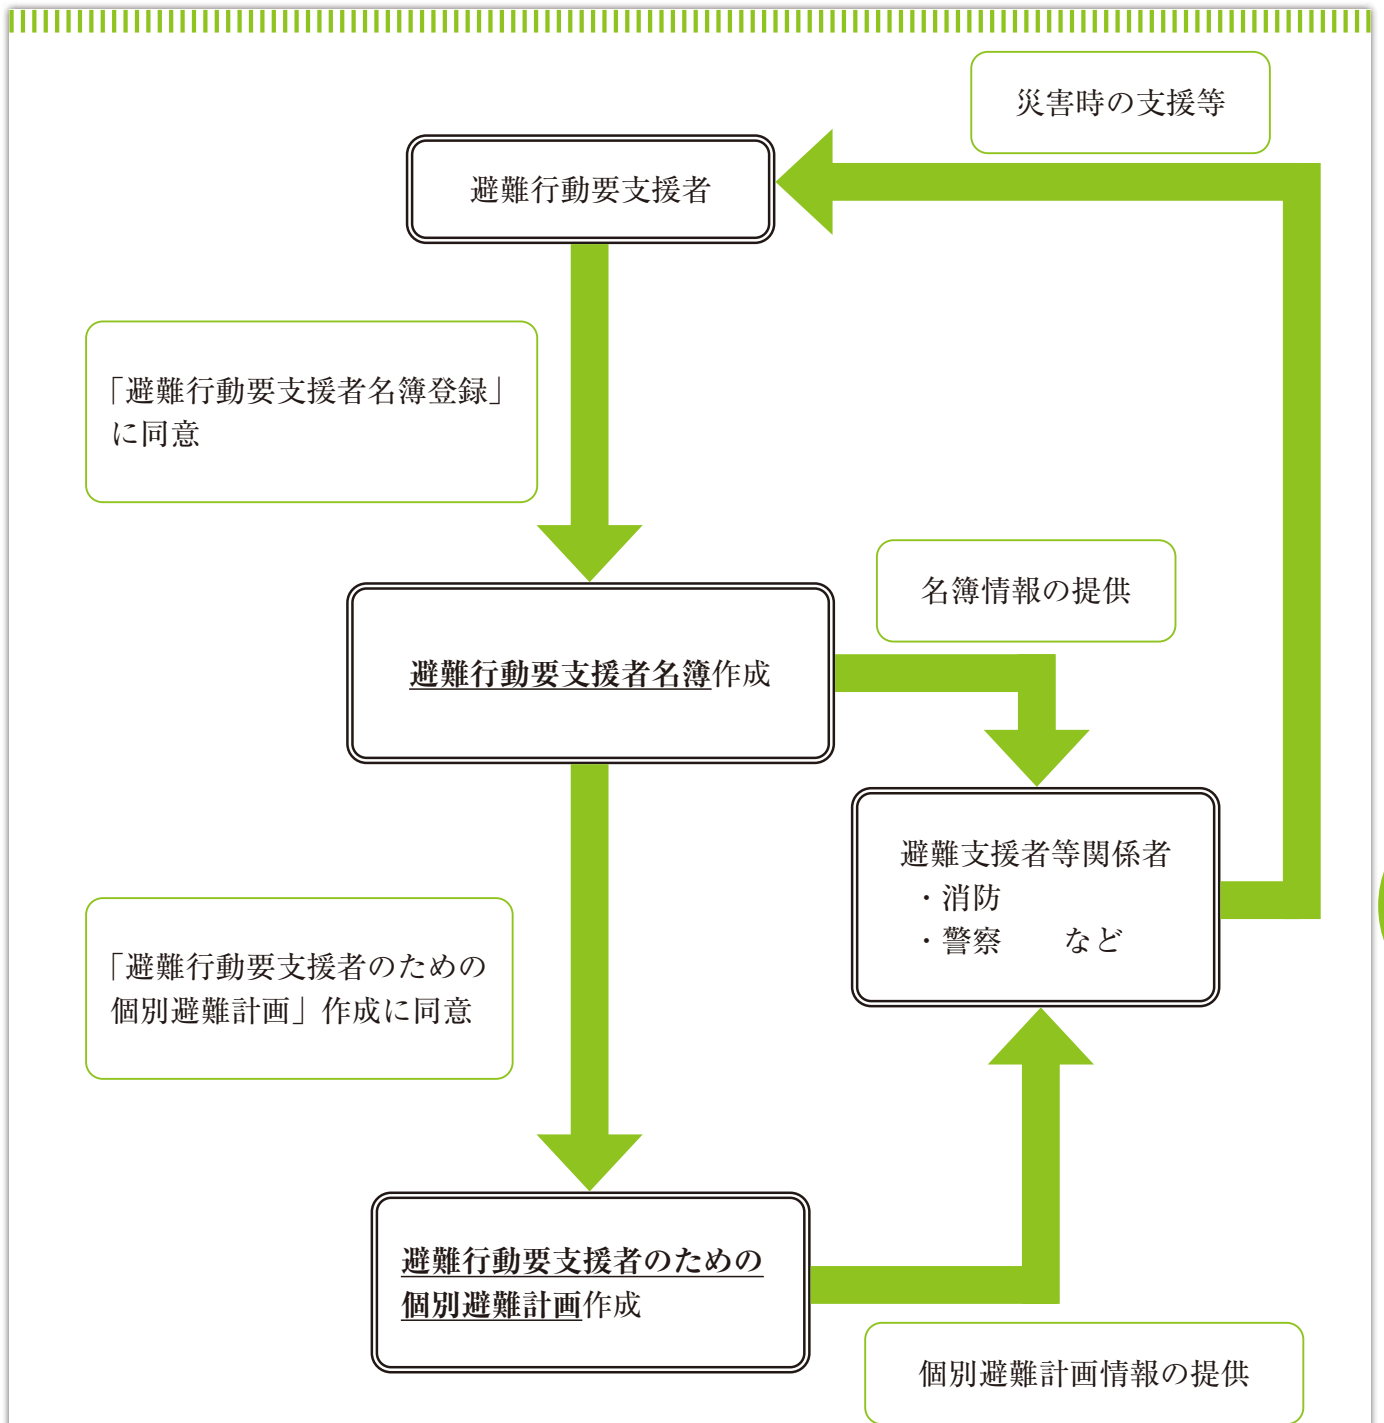 災害時の支援等
避難行動要支援者
「避難行動要支援者名簿登録」
に同意
名簿情報の提供
避難行動要支援者名簿作成
避難支援者等関係者
・消防
・警察　　など
「避難行動要支援者のための
個別避難計画」作成に同意
避難行動要支援者のための
個別避難計画作成
個別避難計画情報の提供